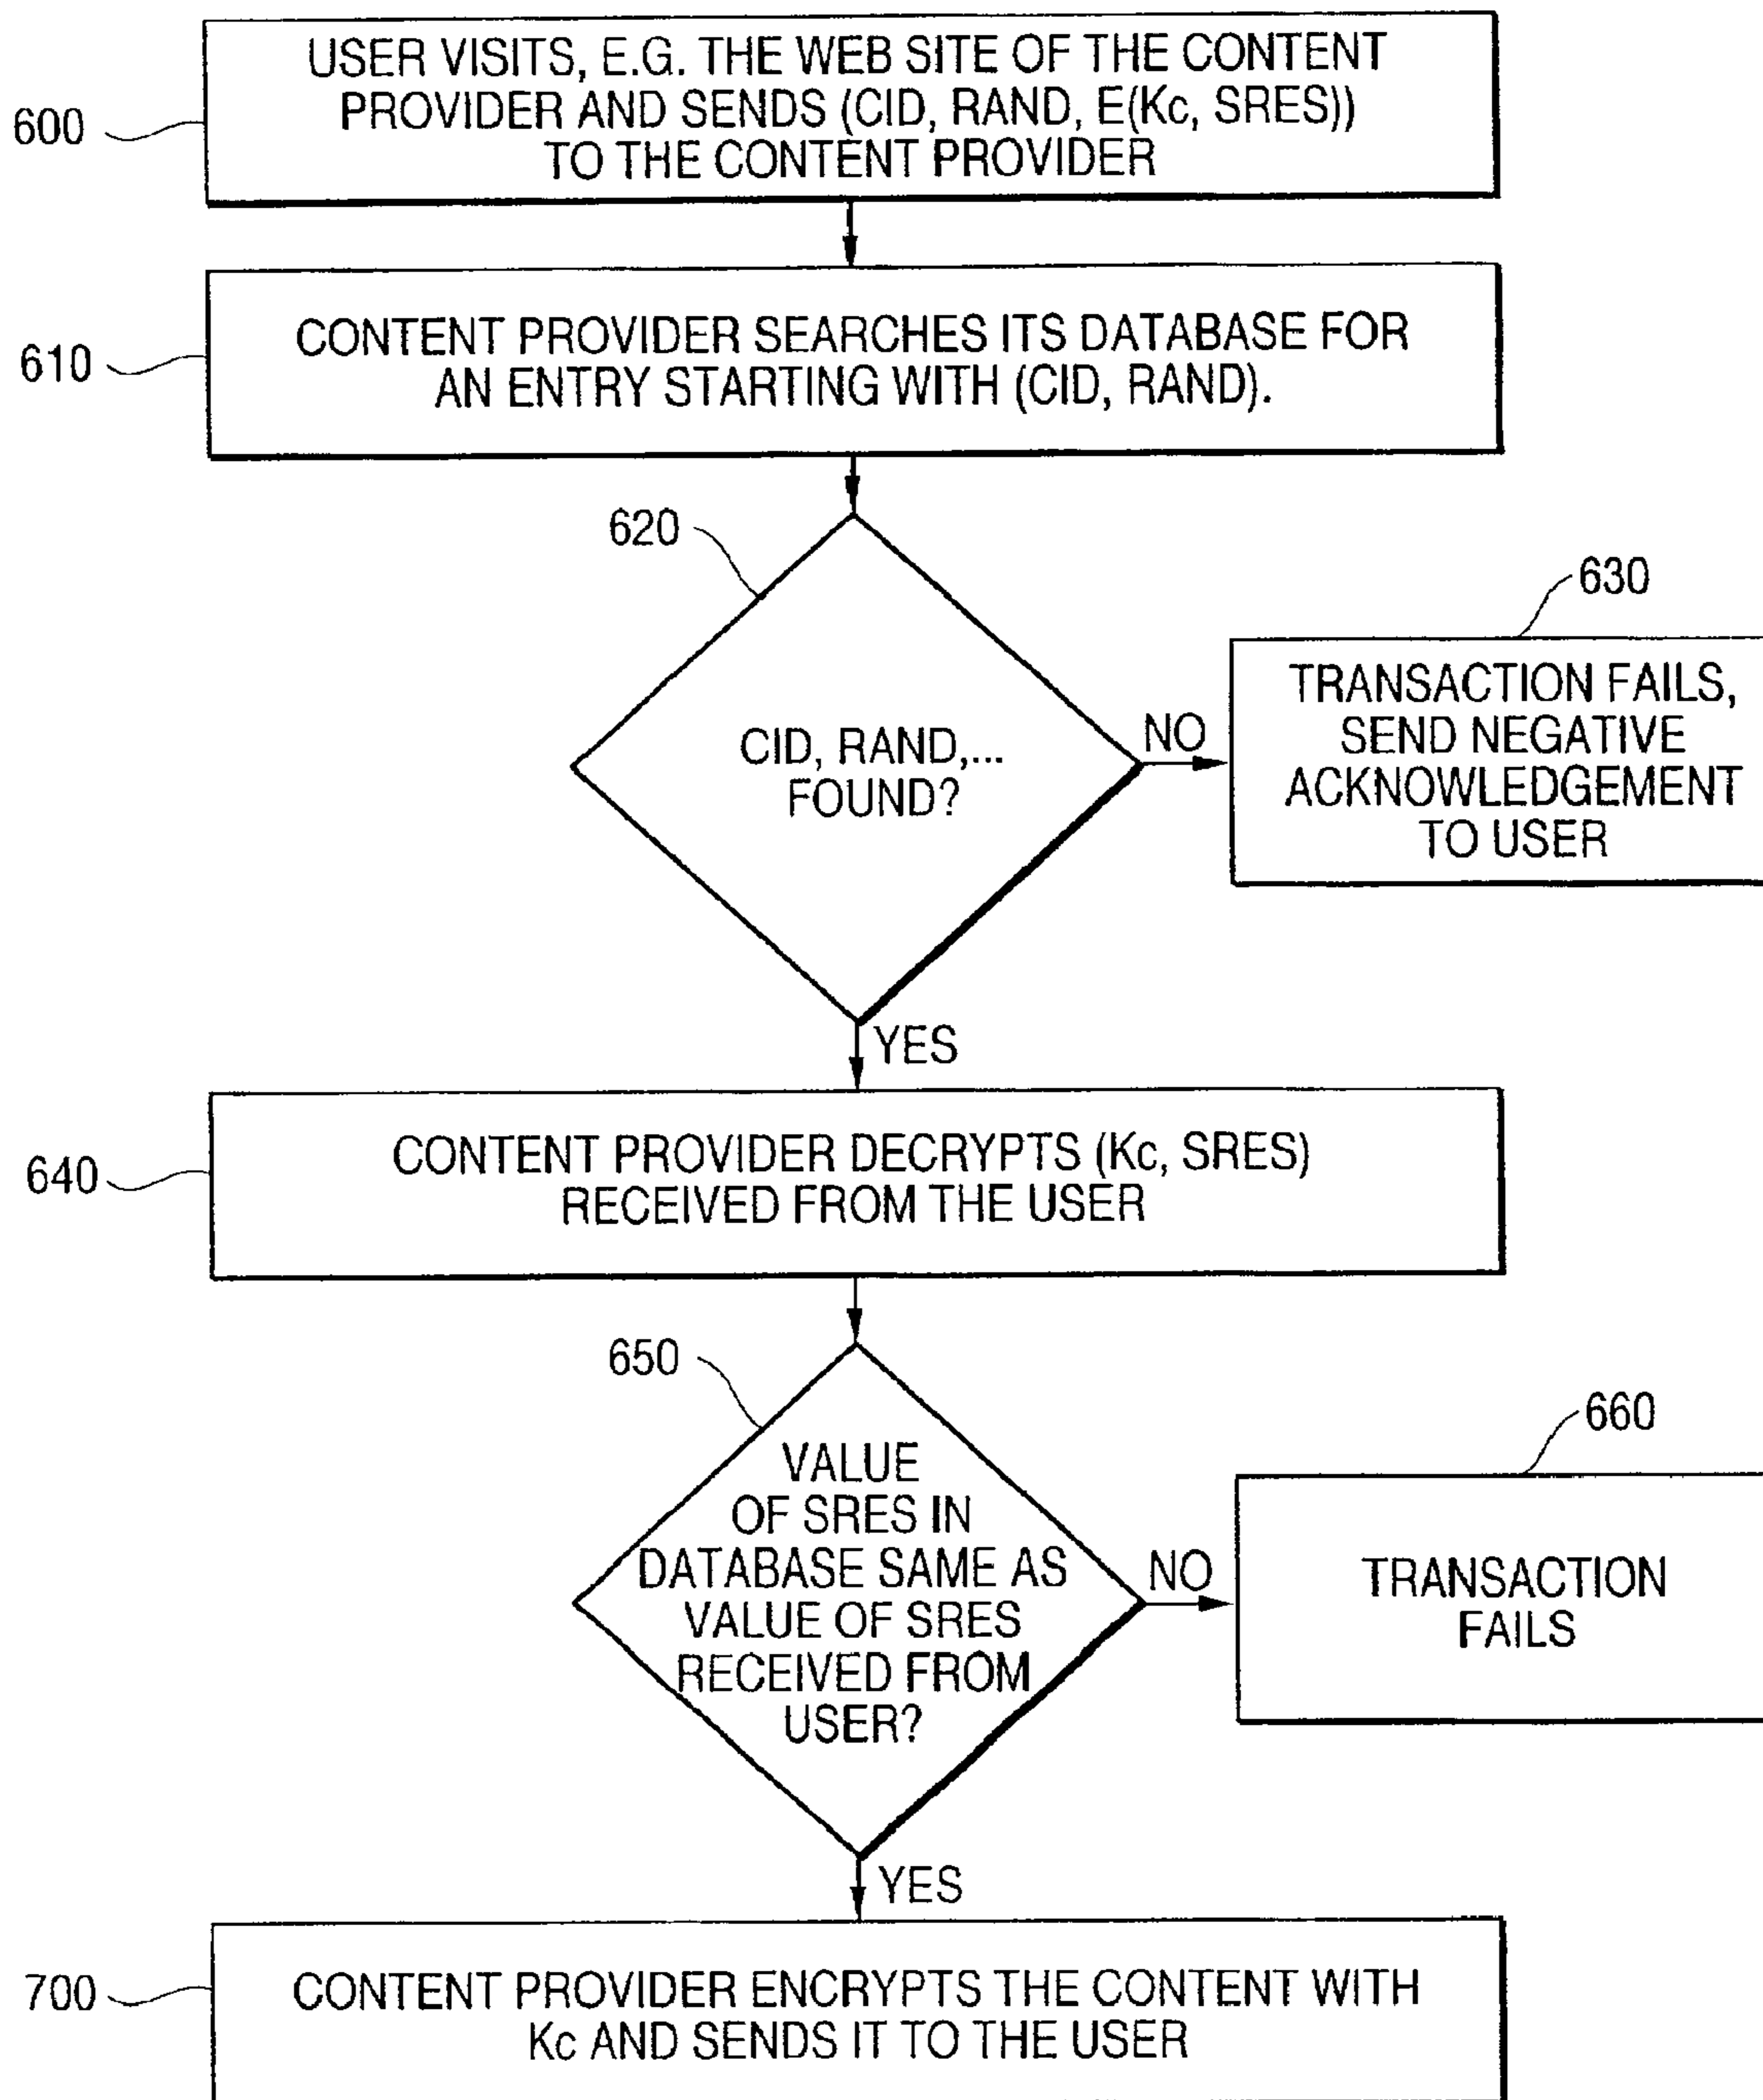 600
USER VISITS, E.G. THE WEB SITE OF THE CONTENT
PROVIDER AND SENDS (CID, RAND, E(Kc, SRES))
TO THE CONTENT PROVIDER
610
CONTENT PROVIDER SEARCHES ITS DATABASE FOR
AN ENTRY STARTING WITH (CID, RAND).
620
CID, RAND,...
FOUND?
NO
630
TRANSACTION FAILS,
SEND NEGATIVE
ACKNOWLEDGEMENT
TO USER
YES
640
CONTENT PROVIDER DECRYPTS (Kc, SRES)
RECEIVED FROM THE USER
650
VALUE
OF SRES IN
DATABASE SAME AS
VALUE OF SRES
RECEIVED FROM
USER?
NO
660
TRANSACTION
FAILS
YES
700
CONTENT PROVIDER ENCRYPTS THE CONTENT WITH
Kc AND SENDS IT TO THE USER